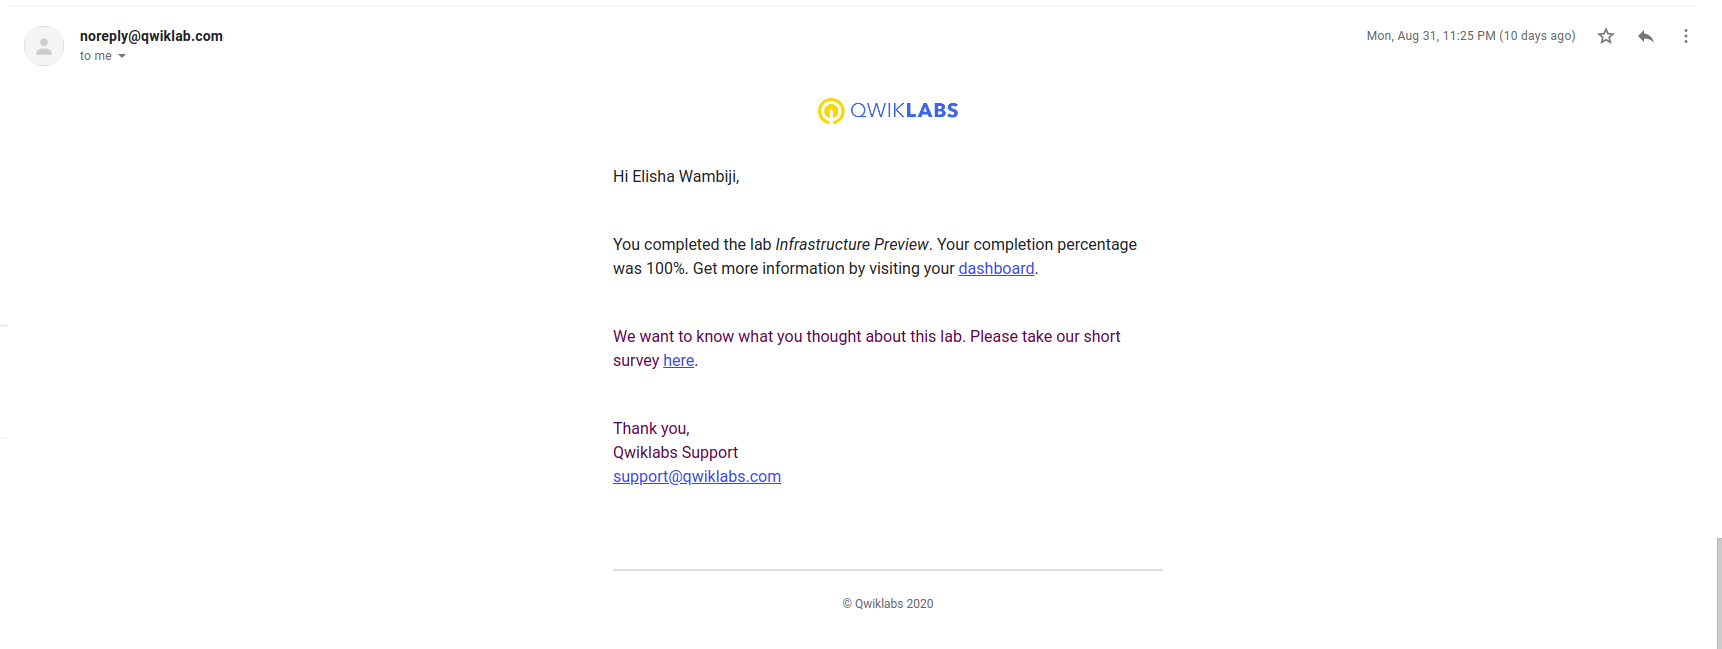 noreply@qwiklab.com
Mon, Aug 31, 11:25 PM (10 days ago)
to me
QWIKLABS
Hi Elisha Wambiji,
You completed the lab Infrastructure Preview. Your completion percentage
was 100%. Get more information by visiting your dashboard.
We want to know what you thought about this lab. Please take our short
survey here.
Thank you,
Qwiklabs Support
support@qwiklabs.com
© Qwiklabs 2020